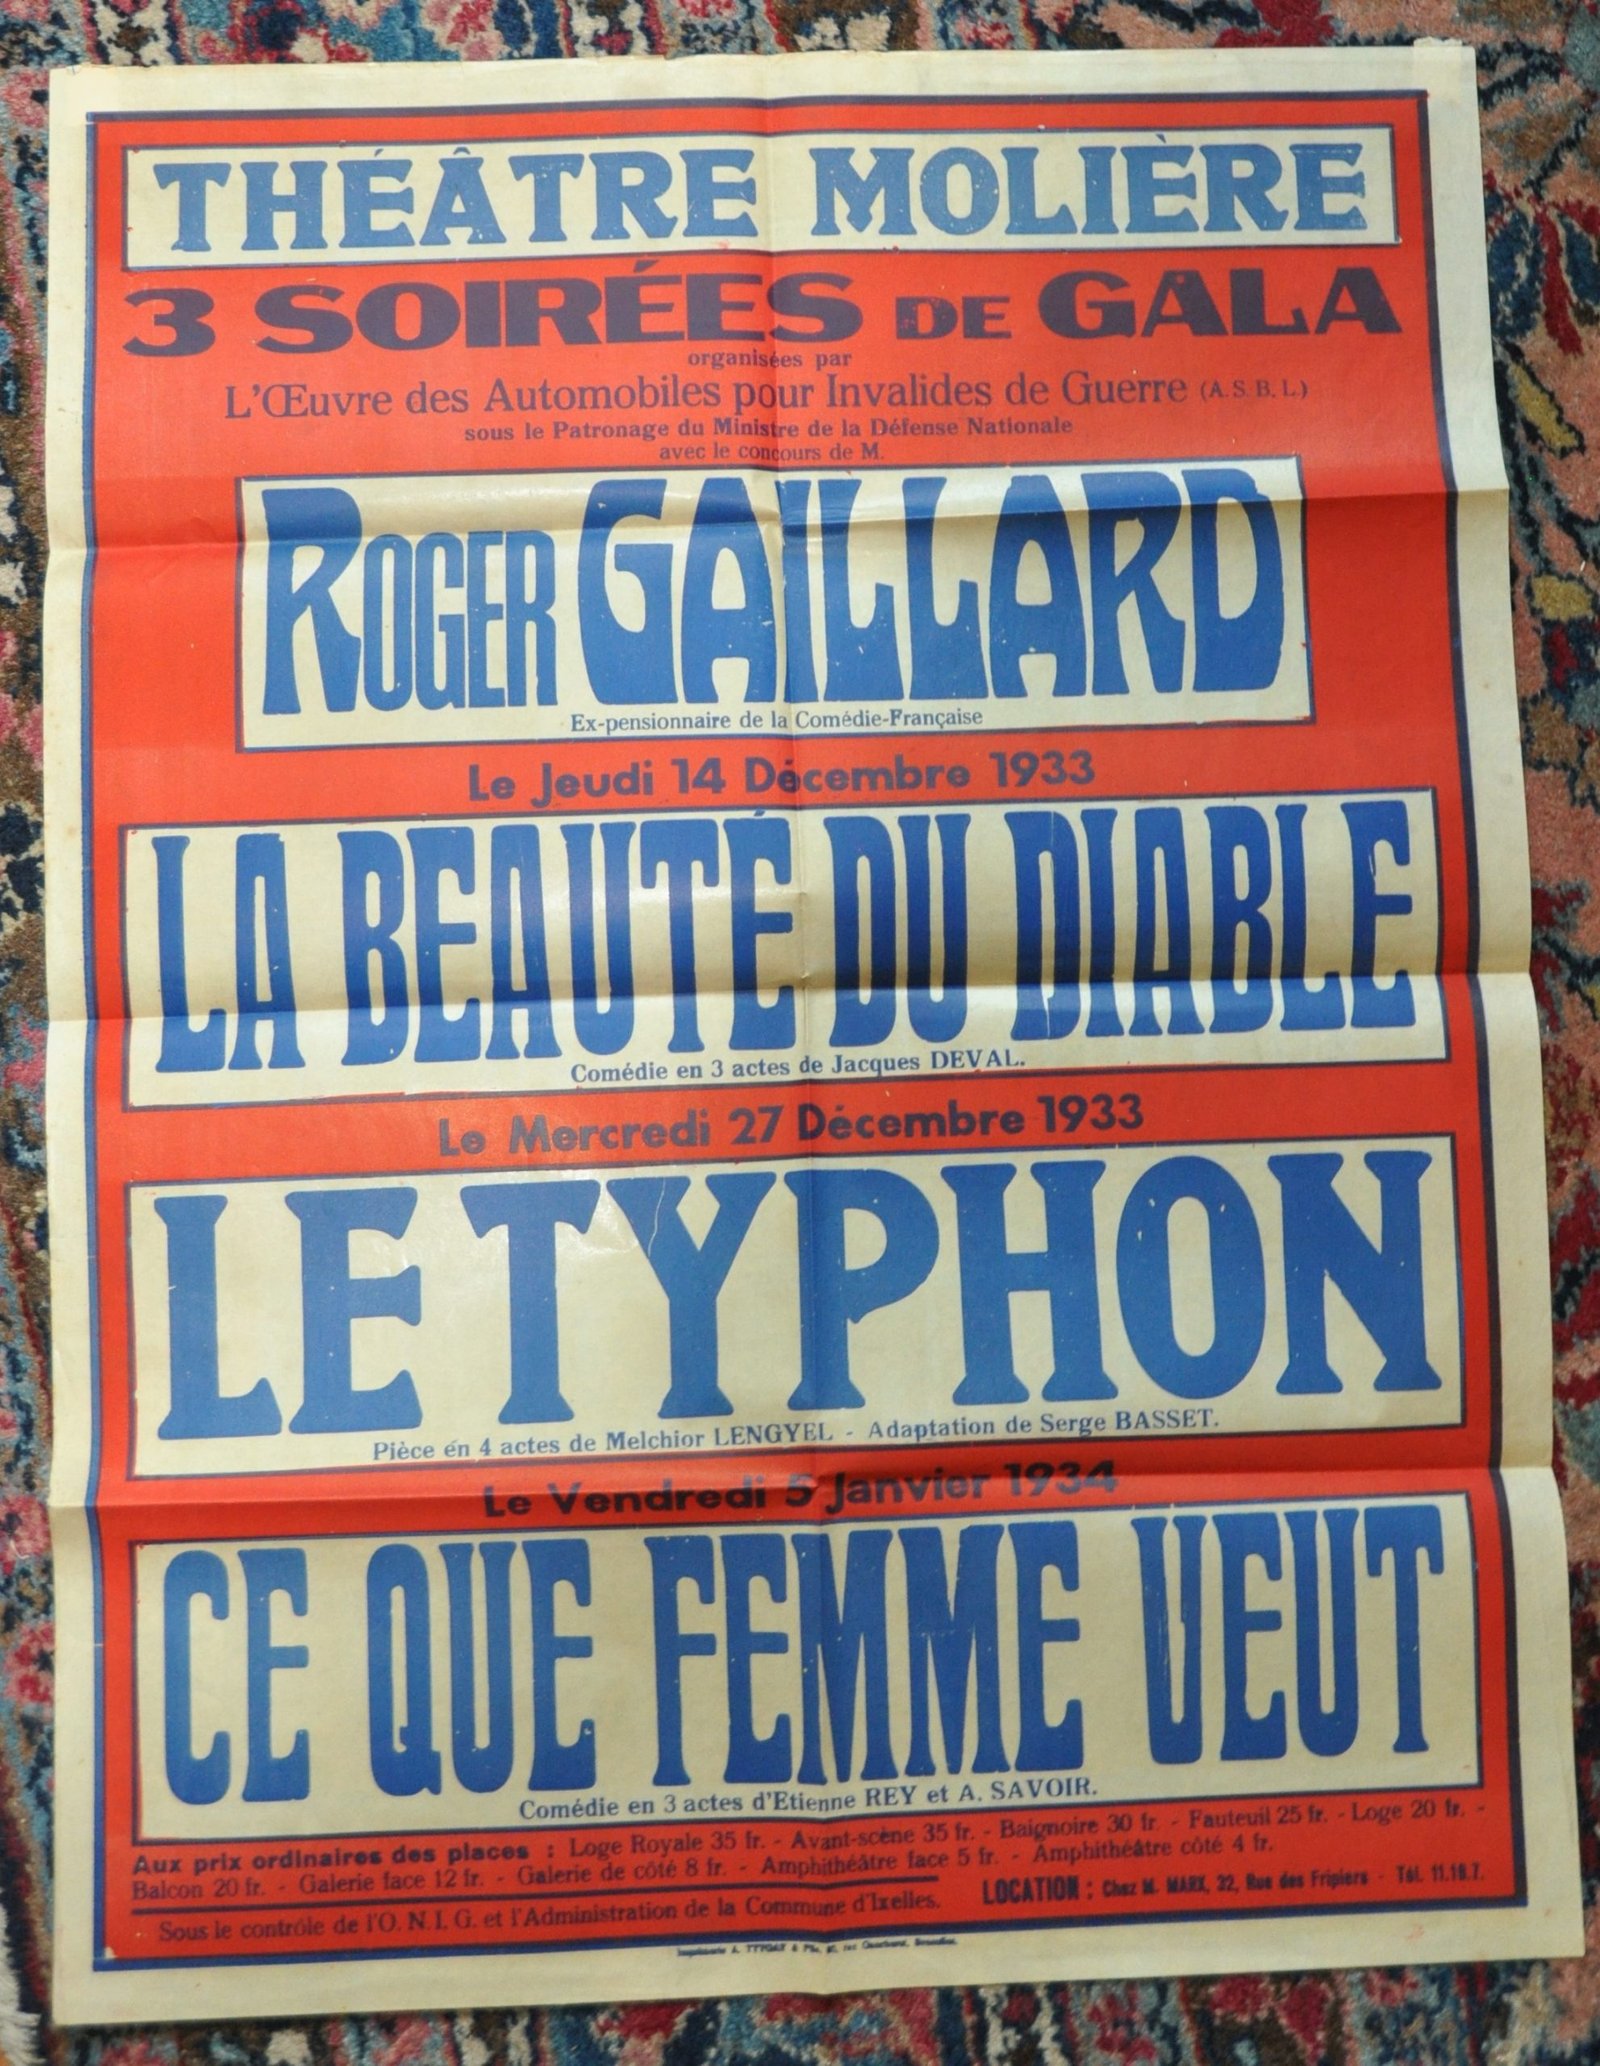 THÉÂTRE MOLIÈRE
3 SOIRÉES DE GALA
organisées par
L'Œuvre des Automobiles pour Invalides de Guerre (A.S.B.L.)
sous le Patronage du Ministre de la Défense Nationale
avec le concours de M.
ROGER GAILLARD
Ex-pensionnaire de la Comédie-Française
Le Jeudi 14 Décembre 1933
LA BEAUTÉ DU DIABLE
Comédie en 3 actes de Jacques DEVAL.
Le Mercredi 27 Décembre 1933
LE TYPHON
Pièce en 4 actes de Melchior LENGYEL - Adaptation de Serge BASSET.
Le Vendredi 5 Janvier 1934
CE QUE FEMME VEUT
Comédie en 3 actes d'Etienne REY et A. SAVOIR.
Aux prix ordinaires des places : Loge Royale 35 fr. - Avant-scène 35 fr. - Baignoire 30 fr. - Fauteuil 25 fr. - Loge 20 fr. -
Balcon 20 fr. - Galerie face 12 fr. - Galerie de côté 8 fr. - Amphithéâtre face 5 fr. - Amphithéâtre côté 4 fr.
LOCATION : Chez M. MARX, 32, Rue des Fripiers - Tél. 11.16.7.
Sous le contrôle de l'O.N.I.G. et l'Administration de la Commune d'Ixelles.
Imprimerie A. TYTGAT & Fils, Bruxelles.